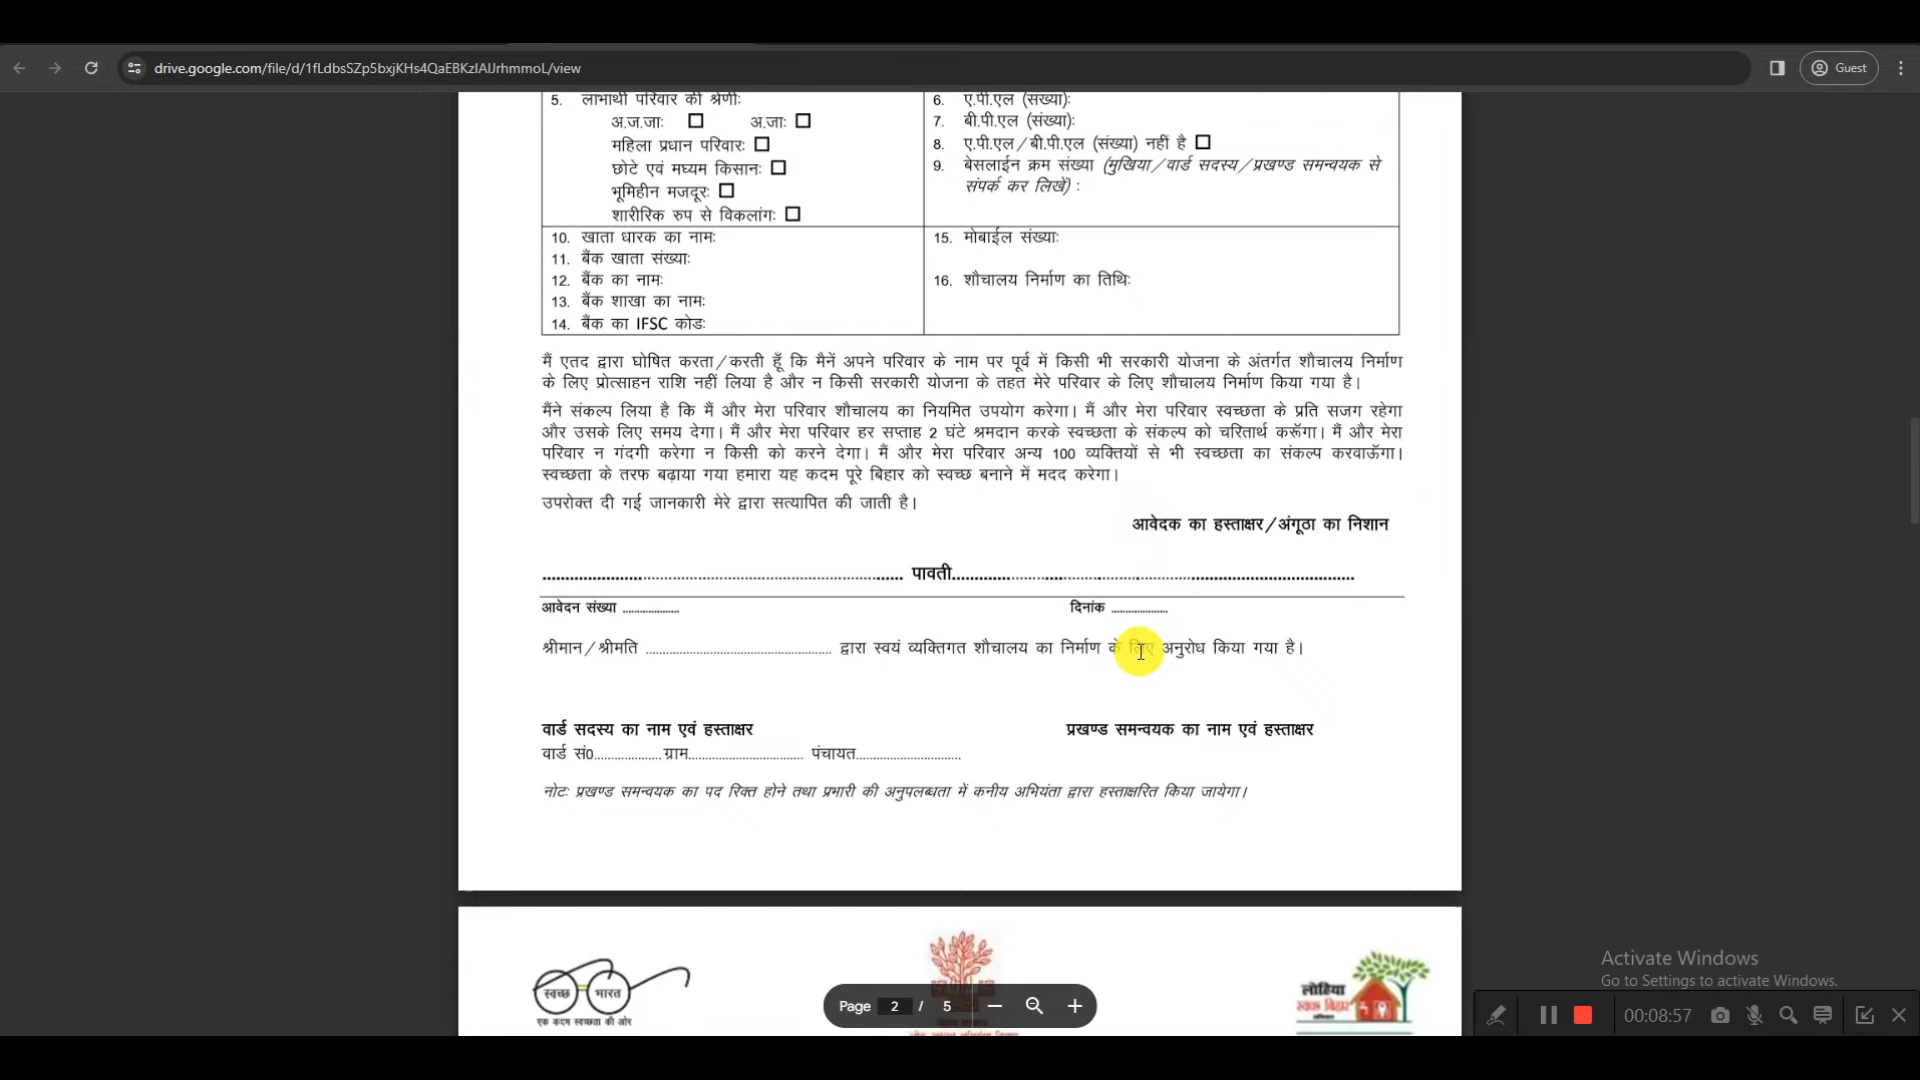 drive.google.com/file/d/1fLdbsSZp5bxjKHs4QaEBKzIAIJrhmmoL/view
Guest
5. लाभार्थी परिवार की श्रेणीः
अ.ज.जाः अ.जाः
महिला प्रधान परिवारः
छोटे एवं मध्यम किसानः
भूमिहीन मजदूरः
शारीरिक रुप से विकलांगः
6. ए.पी.एल (संख्या):
7. बी.पी.एल (संख्या):
8. ए.पी.एल/बी.पी.एल (संख्या) नहीं है
9. बेसलाईन क्रम संख्या (मुखिया/वार्ड सदस्य/प्रखण्ड समन्वयक से
संपर्क कर लिखें) :
10. खाता धारक का नामः
11. बैंक खाता संख्याः
12. बैंक का नामः
13. बैंक शाखा का नामः
14. बैंक का IFSC कोडः
15. मोबाईल संख्याः
16. शौचालय निर्माण का तिथिः
मैं एतद द्वारा घोषित करता/करती हूँ कि मैनें अपने परिवार के नाम पर पूर्व में किसी भी सरकारी योजना के अंतर्गत शौचालय निर्माण
के लिए प्रोत्साहन राशि नहीं लिया है और न किसी सरकारी योजना के तहत मेरे परिवार के लिए शौचालय निर्माण किया गया है।
मैंने संकल्प लिया है कि मैं और मेरा परिवार शौचालय का नियमित उपयोग करेगा। मैं और मेरा परिवार स्वच्छता के प्रति सजग रहेगा
और उसके लिए समय देगा। मैं और मेरा परिवार हर सप्ताह 2 घंटे श्रमदान करके स्वच्छता के संकल्प को चरितार्थ करूँगा। मैं और मेरा
परिवार न गंदगी करेगा न किसी को करने देगा। मैं और मेरा परिवार अन्य 100 व्यक्तियों से भी स्वच्छता का संकल्प करवाऊँगा।
स्वच्छता के तरफ बढ़ाया गया हमारा यह कदम पूरे बिहार को स्वच्छ बनाने में मदद करेगा।
उपरोक्त दी गई जानकारी मेरे द्वारा सत्यापित की जाती है।
आवेदक का हस्ताक्षर/अंगूठा का निशान
................................ पावती................................
आवेदन संख्या .................. दिनांक ..................
श्रीमान/श्रीमति ................................ द्वारा स्वयं व्यक्तिगत शौचालय का निर्माण के लिए अनुरोध किया गया है।
वार्ड सदस्य का नाम एवं हस्ताक्षर प्रखण्ड समन्वयक का नाम एवं हस्ताक्षर
वार्ड सं0..................ग्राम.............................. पंचायत............................
नोटः प्रखण्ड समन्वयक का पद रिक्त होने तथा प्रभारी की अनुपलब्धता में कनीय अभियंता द्वारा हस्ताक्षरित किया जायेगा।
स्वच्छ भारत
एक कदम स्वच्छता की ओर
लोहिया
स्वच्छ बिहार
Page 2 / 5
Activate Windows
Go to Settings to activate Windows.
00:08:57